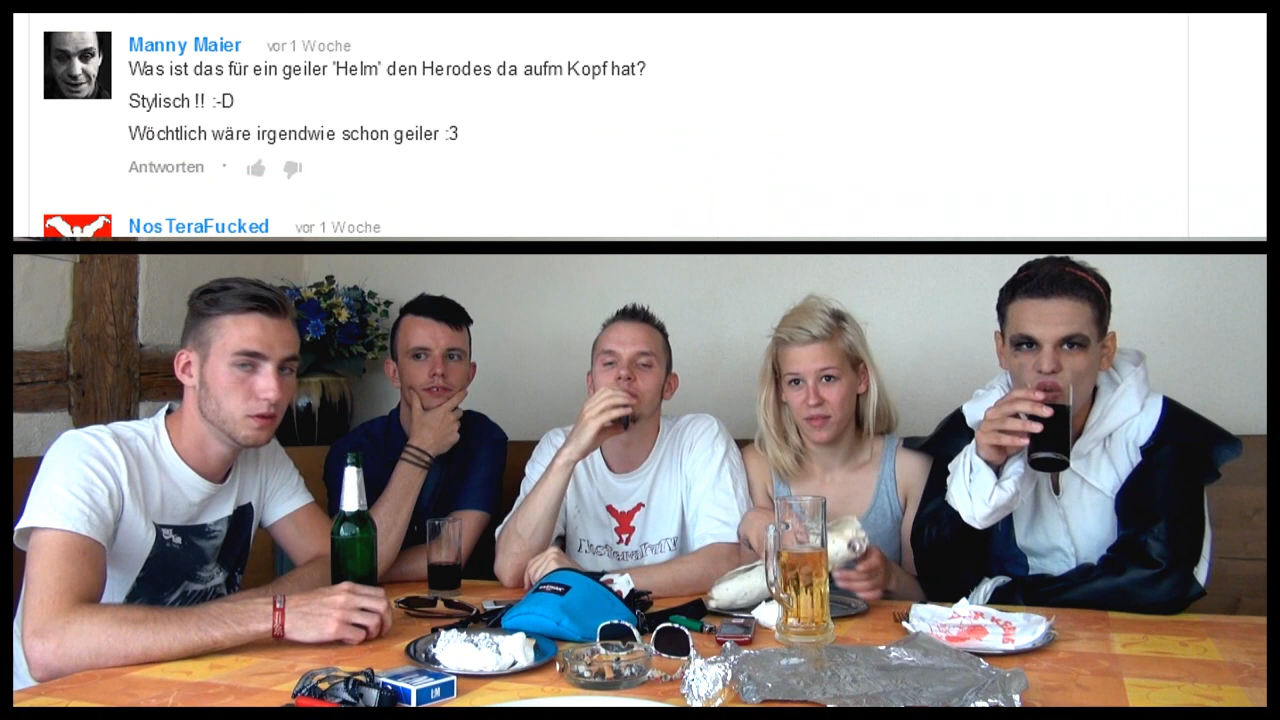 Manny Maier vor 1 Woche
Was ist das für ein geiler 'Helm' den Herodes da aufm Kopf hat?
Stylisch !! :-D
Wöchtlich wäre irgendwie schon geiler :3
Antworten ·
NosTeraFucked vor 1 Woche
NosTeraFuTV
EASTPAK
L&M